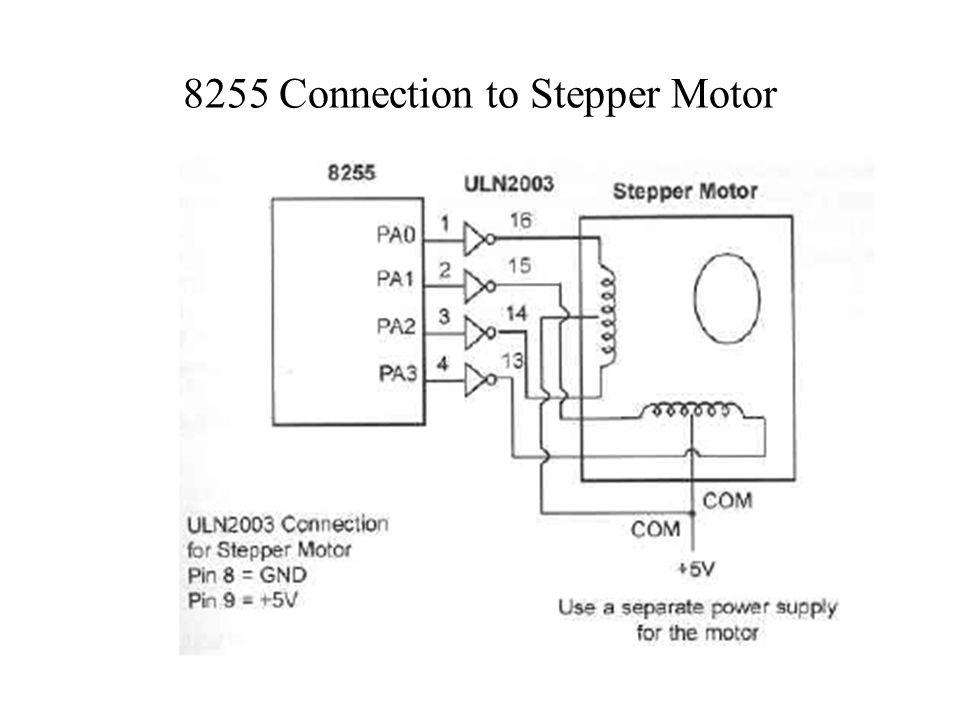 8255 Connection to Stepper Motor
8255
ULN2003
Stepper Motor
PA0
1
16
PA1
2
15
PA2
3
14
PA3
4
13
COM
COM
+5V
ULN2003 Connection
for Stepper Motor
Pin 8 = GND
Pin 9 = +5V
Use a separate power supply
for the motor